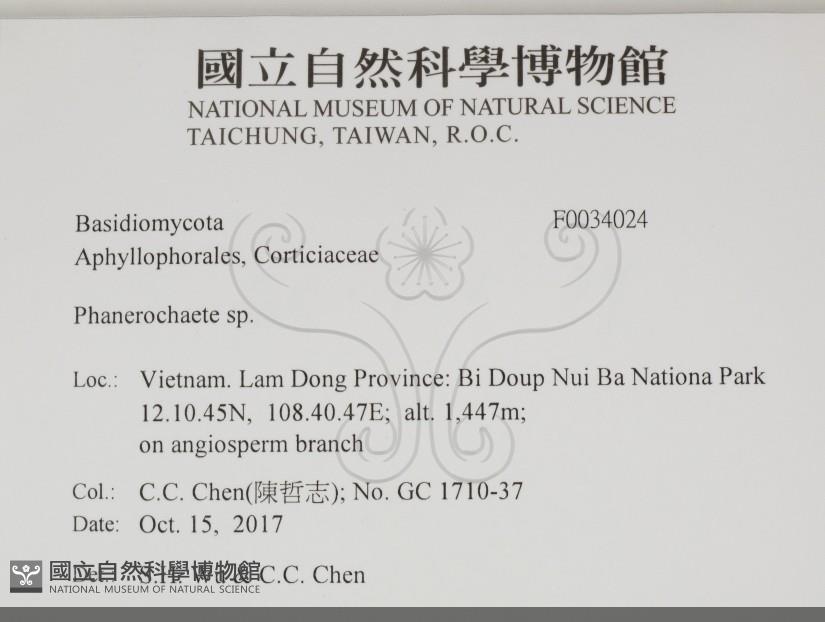 國立自然科學博物館
NATIONAL MUSEUM OF NATURAL SCIENCE
TAICHUNG, TAIWAN, R.O.C.
Basidiomycota F0034024
Aphyllophorales, Corticiaceae
Phanerochaete sp.
Loc.: Vietnam. Lam Dong Province: Bi Doup Nui Ba Nationa Park
12.10.45N, 108.40.47E; alt. 1,447m;
on angiosperm branch
Col.: C.C. Chen(陳哲志); No. GC 1710-37
Date: Oct. 15, 2017
Det.: S.H. Wu & C.C. Chen
國立自然科學博物館
NATIONAL MUSEUM OF NATURAL SCIENCE